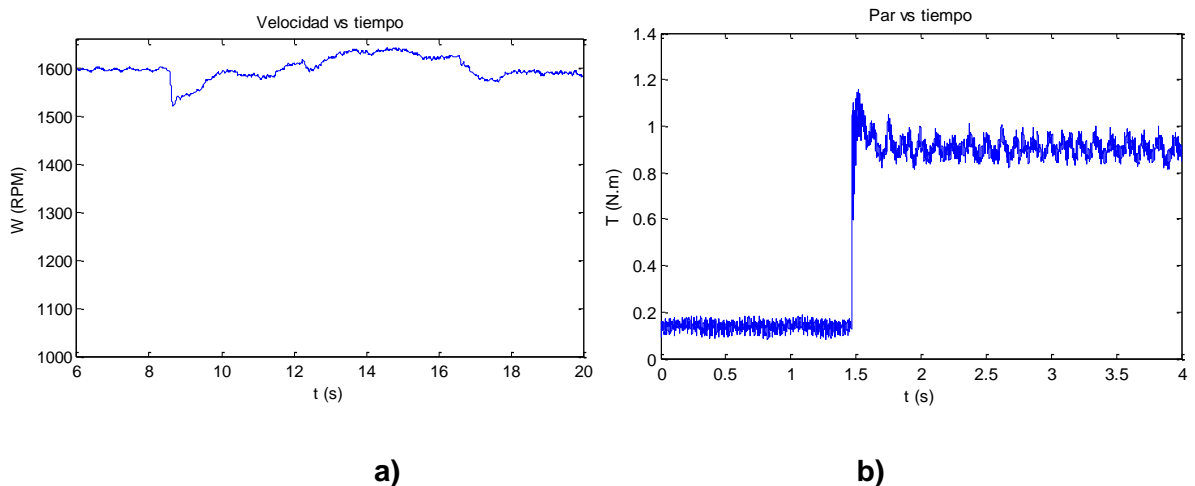 Velocidad vs tiempo
W (RPM)
1600
1500
1400
1300
1200
1100
1000
6 8 10 12 14 16 18 20
t (s)
a)
Par vs tiempo
T (N.m)
1.4
1.2
1
0.8
0.6
0.4
0.2
0
0 0.5 1 1.5 2 2.5 3 3.5 4
t (s)
b)